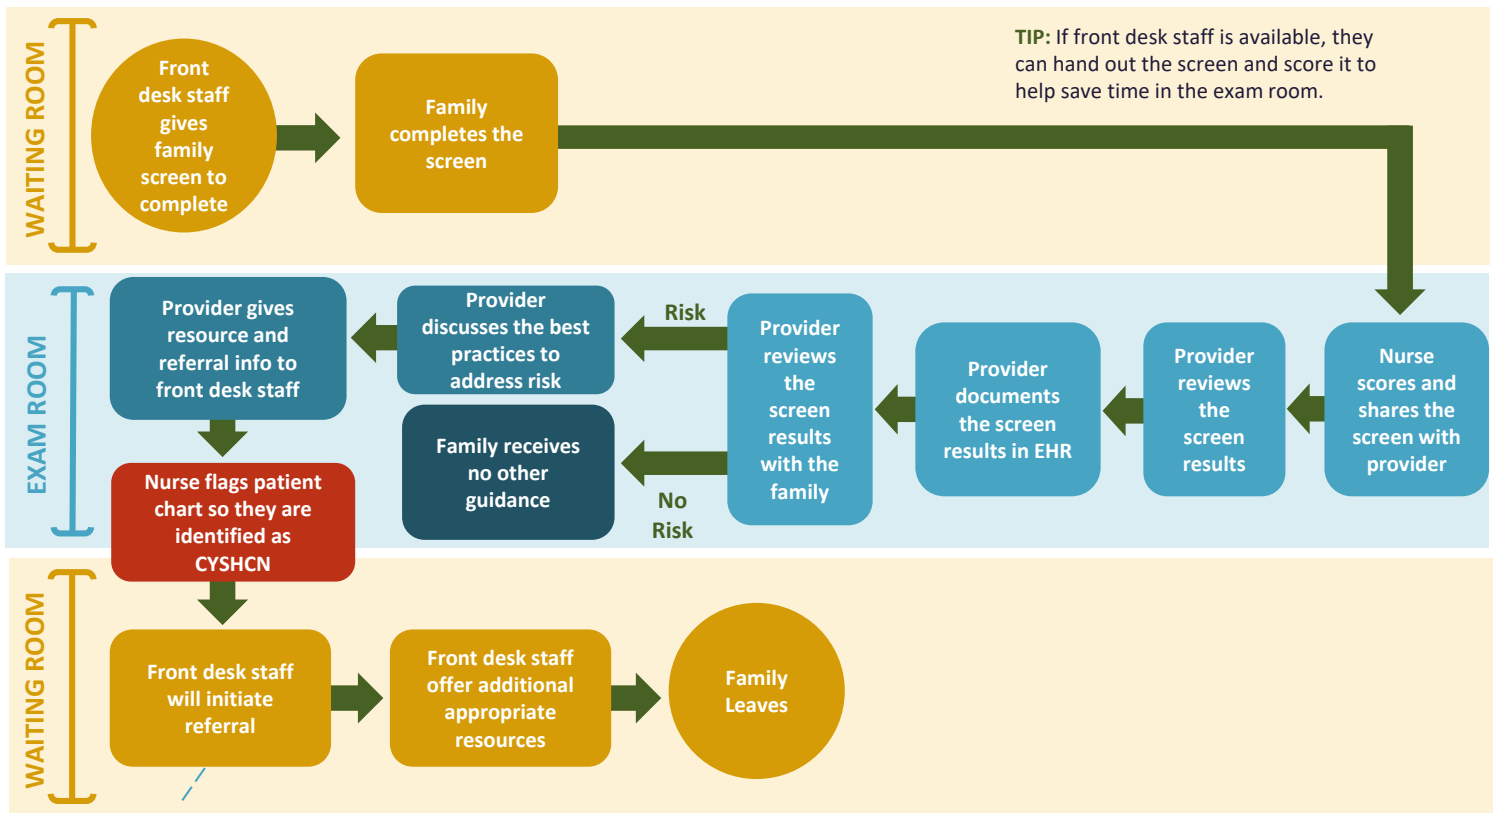 WAITING ROOM
Front
desk staff
gives
family
screen to
complete
Family
completes the
screen
TIP: If front desk staff is available, they
can hand out the screen and score it to
help save time in the exam room.
EXAM ROOM
Provider gives
resource and
referral info to
front desk staff
Provider
discusses the best
practices to
address risk
Risk
Family receives
no other
guidance
No
Risk
Provider
reviews
the
screen
results
with the
family
Provider
documents
the screen
results in EHR
Provider
reviews
the
screen
results
Nurse
scores and
shares the
screen with
provider
Nurse flags patient
chart so they are
identified as
CYSHCN
WAITING ROOM
Front desk staff
will initiate
referral
Front desk staff
offer additional
appropriate
resources
Family
Leaves